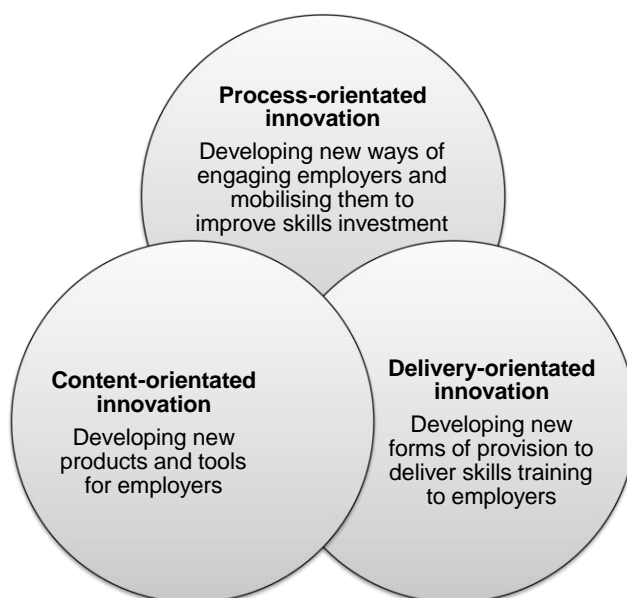 Process-orientated
innovation
Developing new ways of
engaging employers and
mobilising them to
improve skills investment
Content-orientated
innovation
Developing new
products and tools
for employers
Delivery-orientated
innovation
Developing new
forms of provision to
deliver skills training
to employers